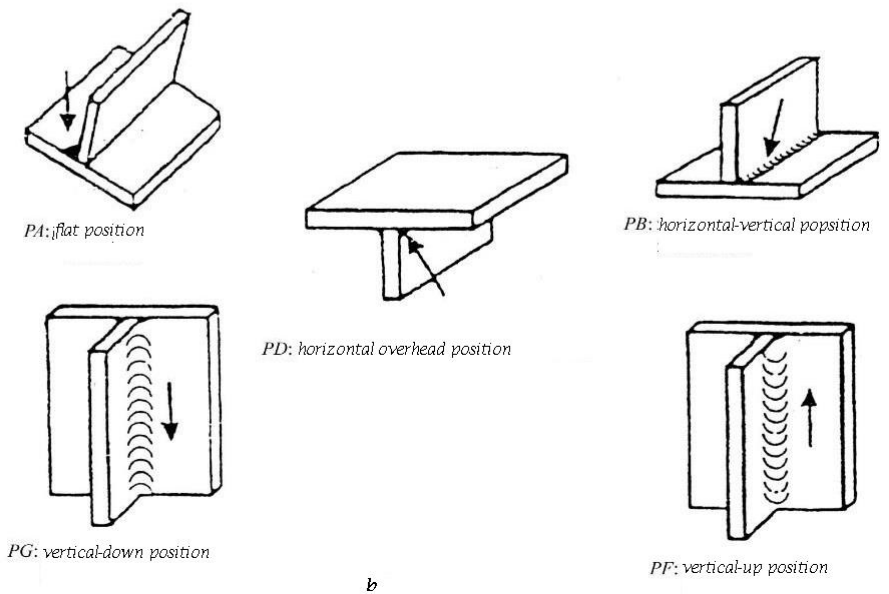 PA: flat position
PB: horizontal-vertical popsition
PD: horizontal overhead position
PG: vertical-down position
PF: vertical-up position
b